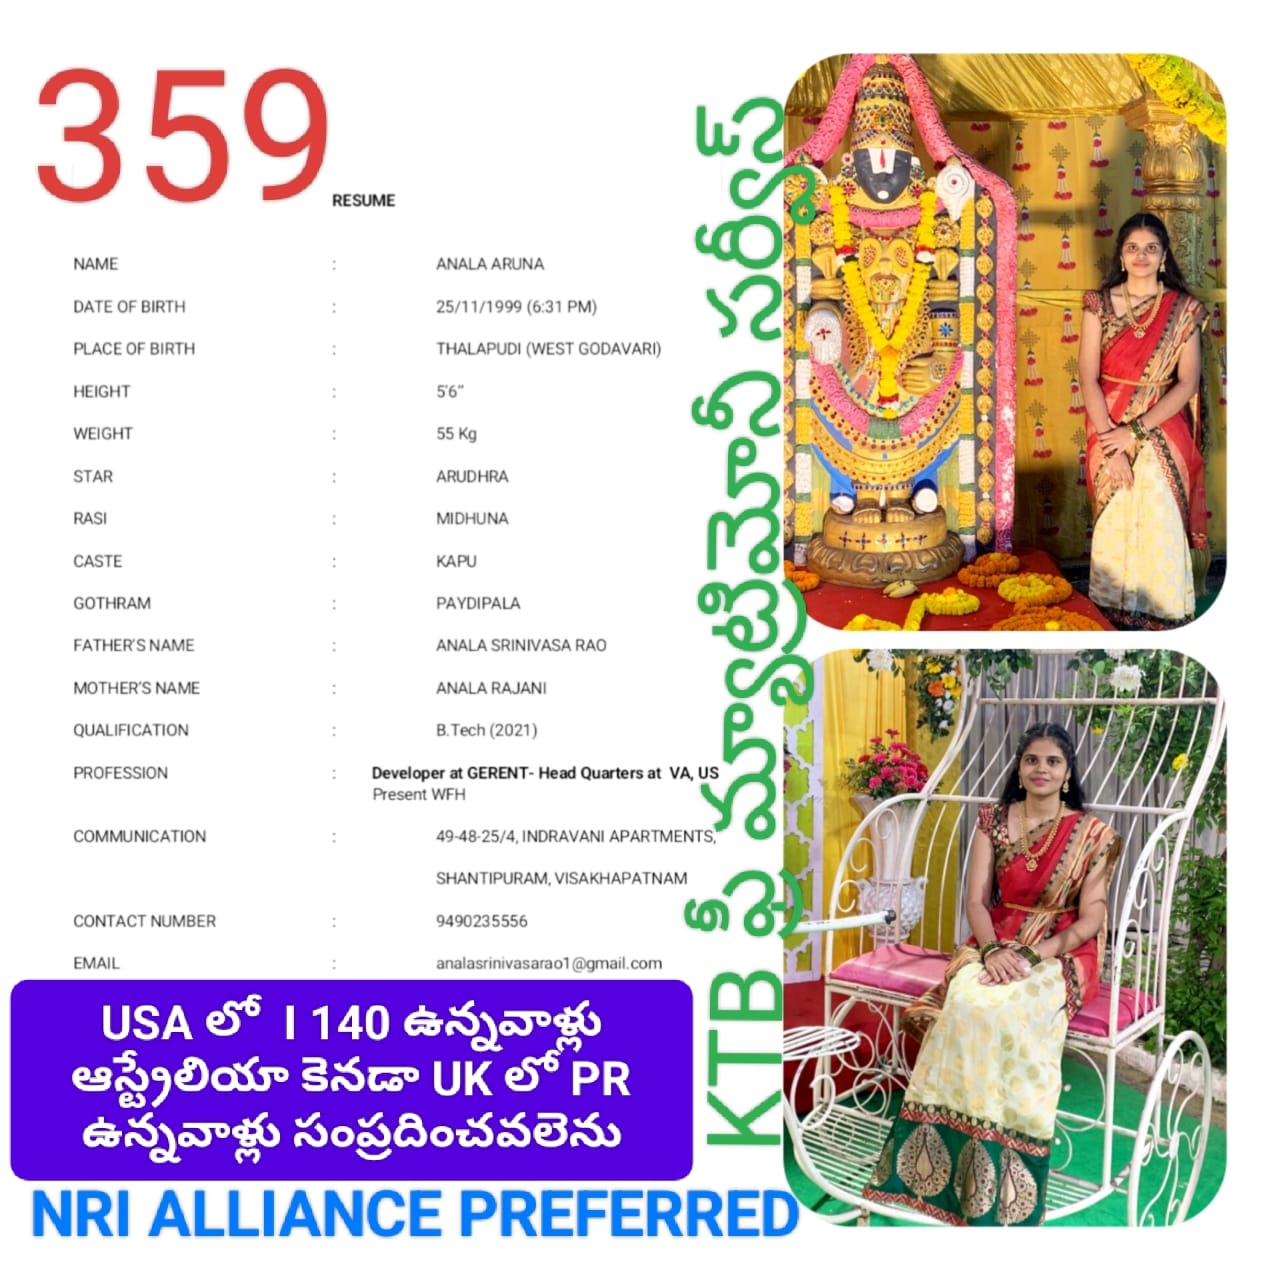 359
RESUME
NAME : ANALA ARUNA
DATE OF BIRTH : 25/11/1999 (6:31 PM)
PLACE OF BIRTH : THALAPUDI (WEST GODAVARI)
HEIGHT : 5'6"
WEIGHT : 55 Kg
STAR : ARUDHRA
RASI : MIDHUNA
CASTE : KAPU
GOTHRAM : PAYDIPALA
FATHER'S NAME : ANALA SRINIVASA RAO
MOTHER'S NAME : ANALA RAJANI
QUALIFICATION : B.Tech (2021)
PROFESSION : Developer at GERENT- Head Quarters at VA, US
Present WFH
COMMUNICATION : 49-48-25/4, INDRAVANI APARTMENTS,
SHANTIPURAM, VISAKHAPATNAM
CONTACT NUMBER : 9490235556
EMAIL : analasrinivasarao1@gmail.com
USA లో I 140 ఉన్నవాళ్లు
ఆస్ట్రేలియా కెనడా UK లో PR
ఉన్నవాళ్లు సంప్రదించవలెను
NRI ALLIANCE PREFERRED
KTB ఫ్రీ మ్యాట్రిమోనీ సర్వీస్